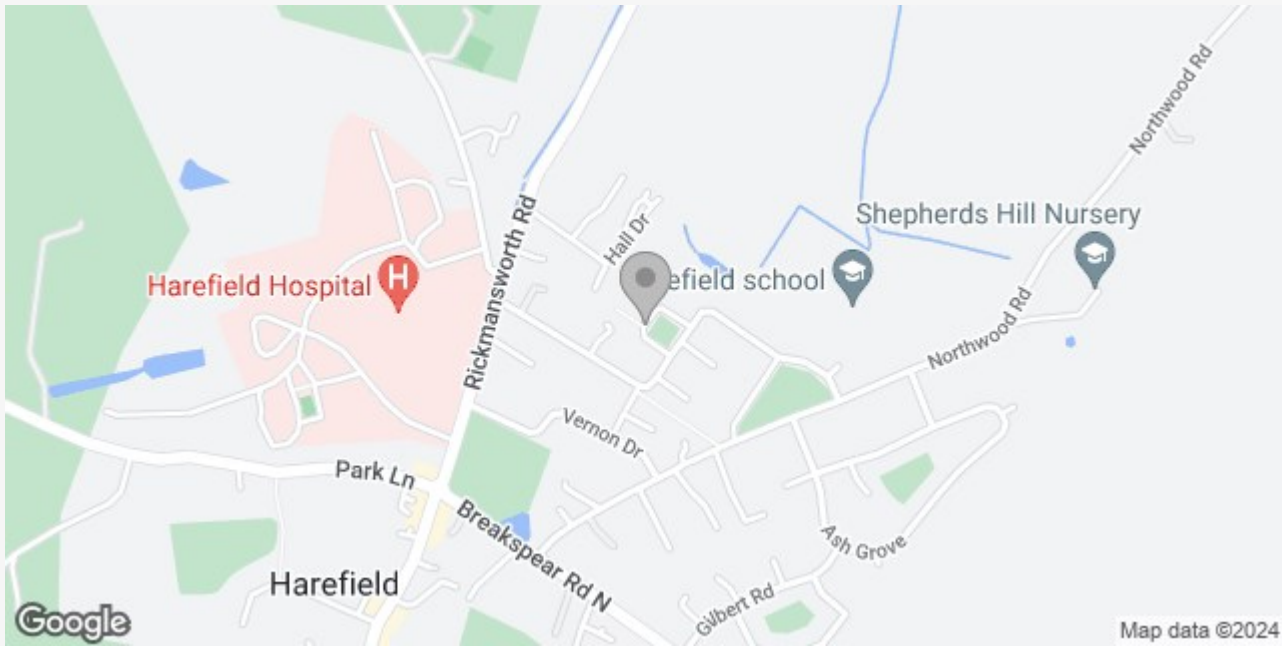 Northwood Rd
Rickmansworth Rd
Hall Dr
Shepherds Hill Nursery
Harefield Hospital
H
efield school
Northwood Rd
Vernon Dr
Park Ln
Breakspear Rd N
Ash Grove
Harefield
Gilbert Rd
Google
Map data ©2024